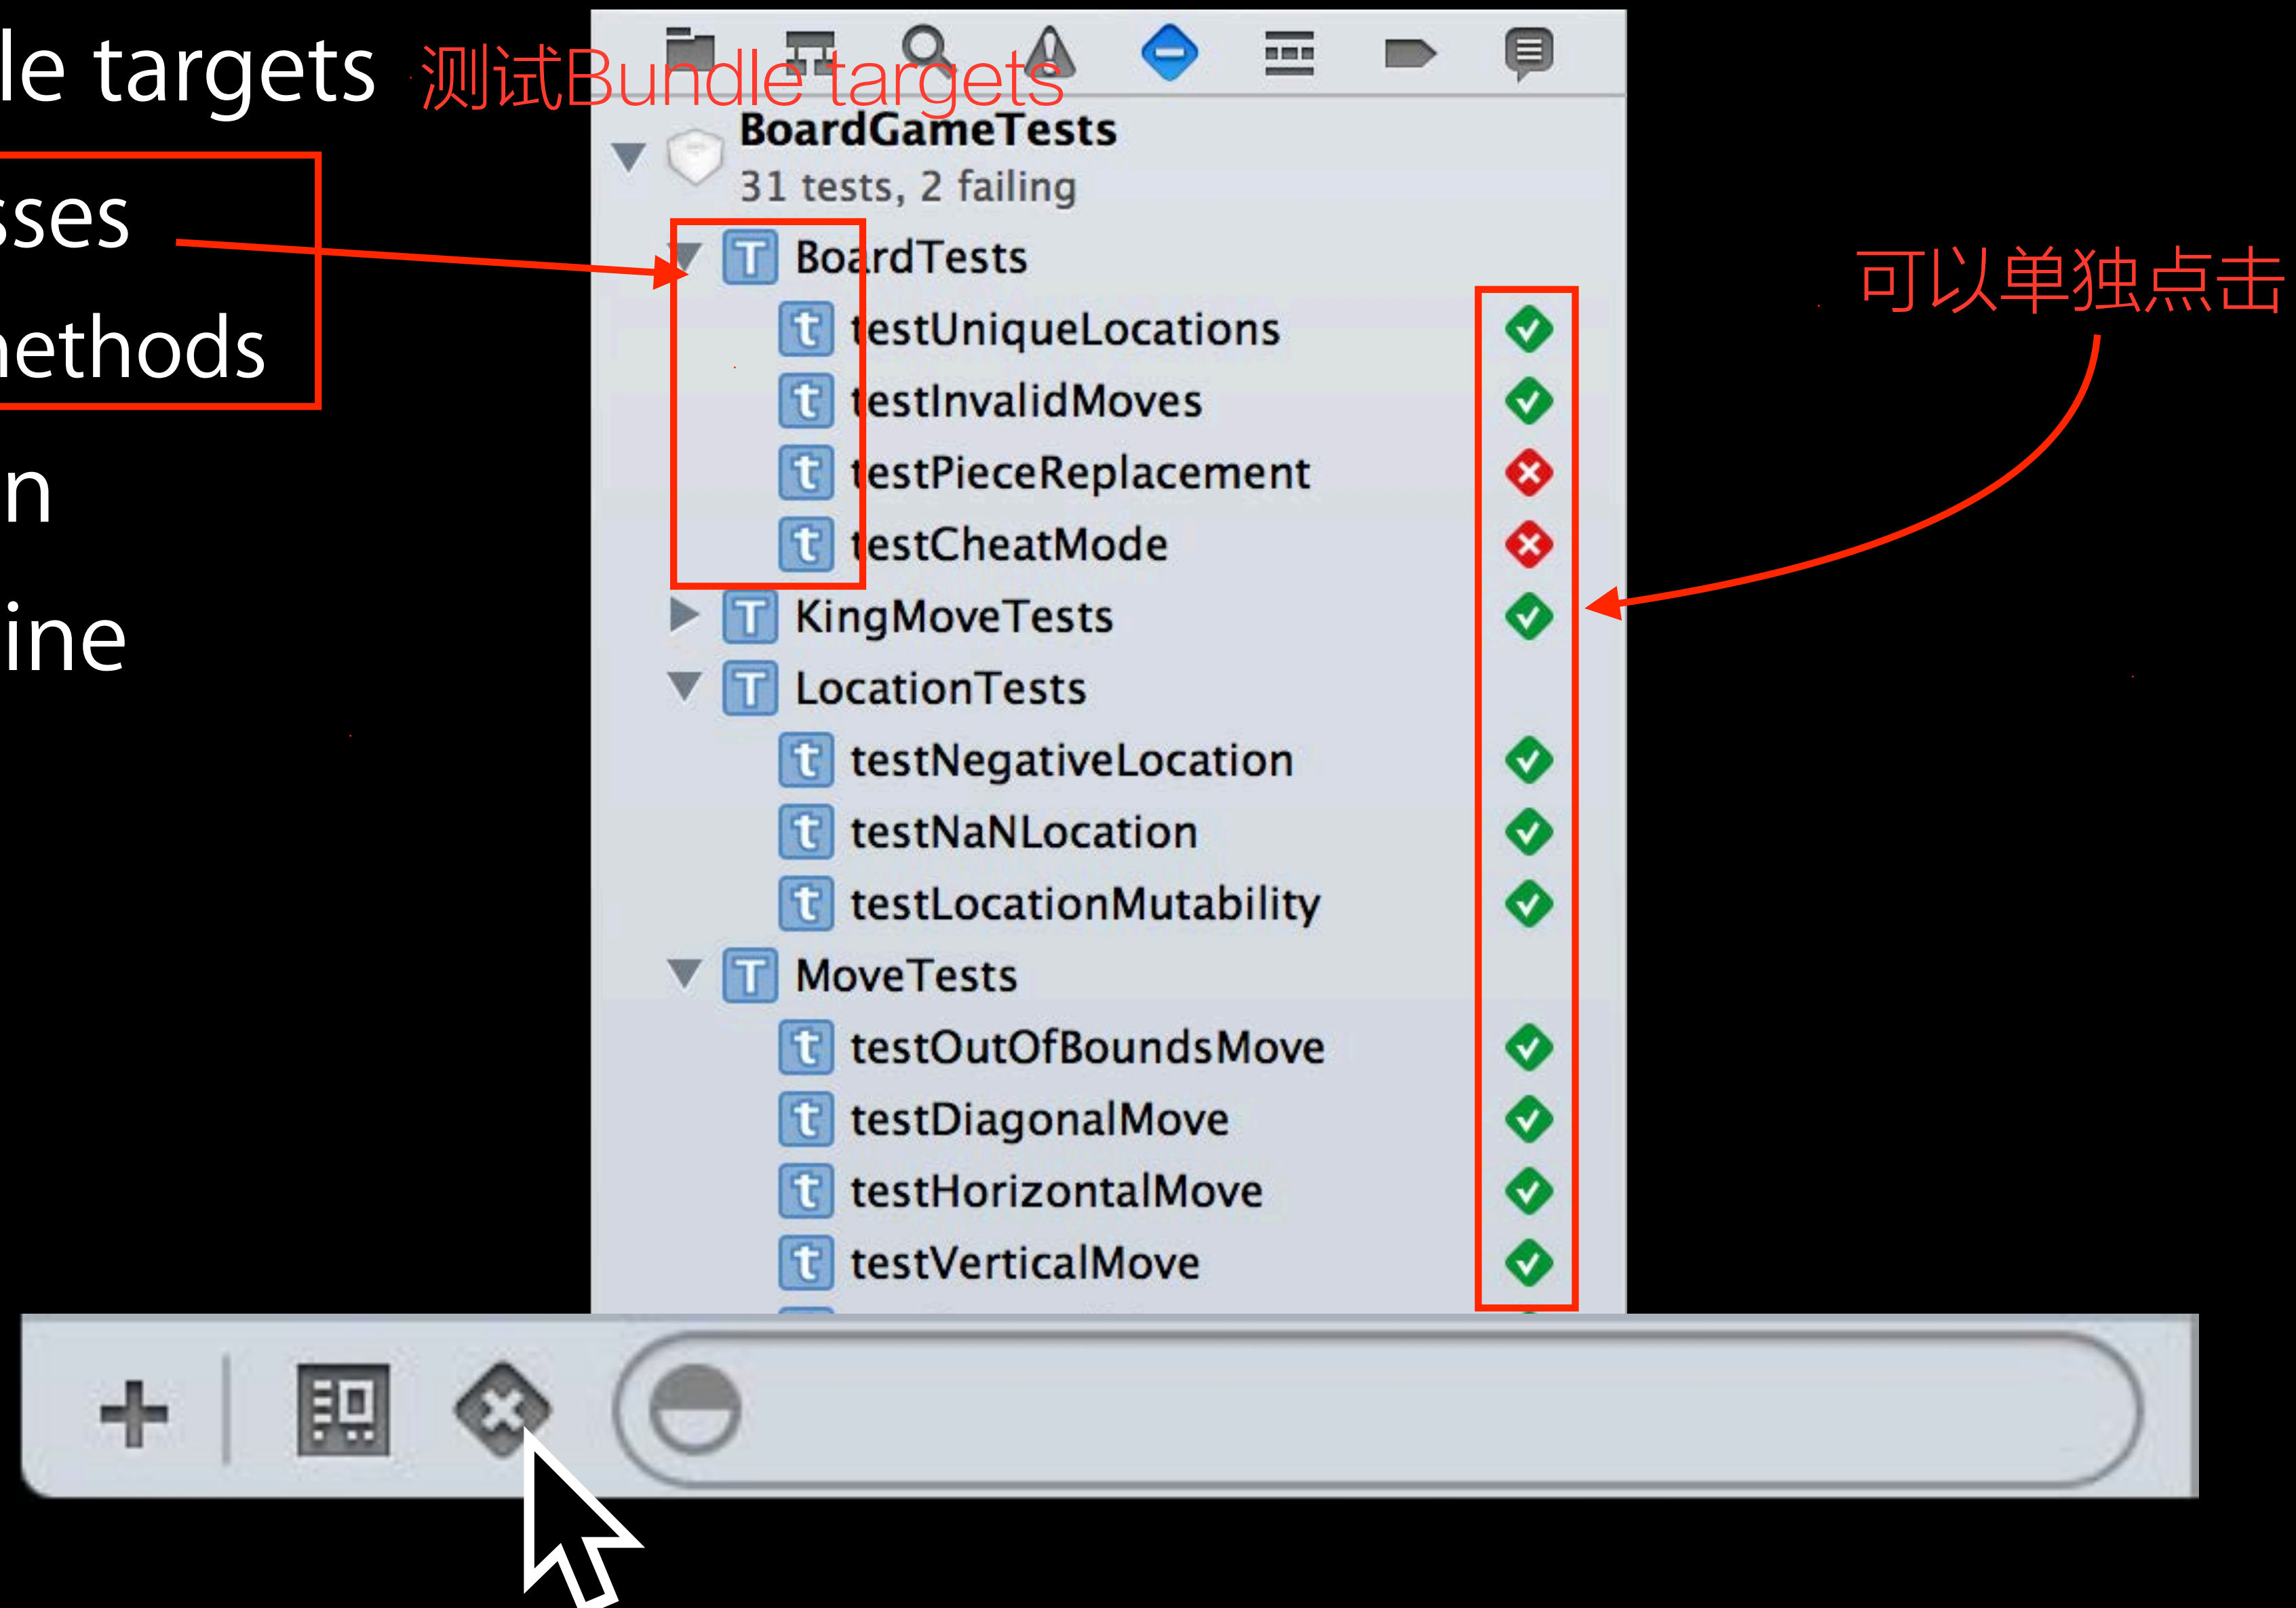 le targets
测试Bundle targets
sses
nethods
n
ine
BoardGameTests
31 tests, 2 failing
T BoardTests
t testUniqueLocations
t testInvalidMoves
t testPieceReplacement
t testCheatMode
T KingMoveTests
T LocationTests
t testNegativeLocation
t testNaNLocation
t testLocationMutability
T MoveTests
t testOutOfBoundsMove
t testDiagonalMove
t testHorizontalMove
t testVerticalMove
可以单独点击